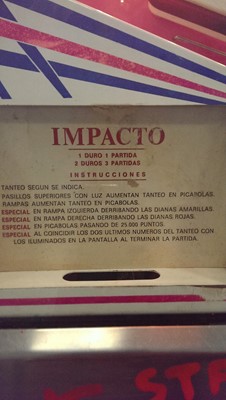 IMPACTO
1 DURO 1 PARTIDA
3 DUROS 3 PARTIDAS
INSTRUCCIONES
TANTEO SEGUN SE INDICA.
PASILLOS SUPERIORES CON LUZ AUMENTAN TANTEO EN PICABOLAS.
RAMPAS AUMENTAN TANTEO EN PICABOLAS.
ESPECIAL EN RAMPA IZQUIERDA DERRIBANDO LAS DIANAS AMARILLAS.
ESPECIAL EN RAMPA DERECHA DERRIBANDO LAS DIANAS ROJAS.
ESPECIAL EN PICABOLAS PASANDO DE 25.000 PUNTOS.
ESPECIAL AL COINCIDIR LOS DOS ULTIMOS NUMEROS DEL TANTEO CON
LOS ILUMINADOS EN LA PANTALLA AL TERMINAR LA PARTIDA.